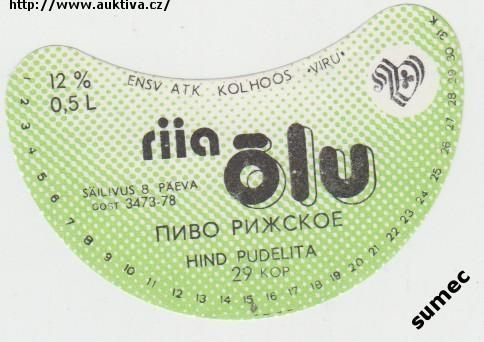 http://www.auktiva.cz/
12 %
0,5 L
ENSV ATK KOLHOOS "VIRU"
riia õlu
SÄILIVUS 8 PÄEVA
GOST 3473-78
ПИВО РИЖСКОЕ
HIND PUDELITA
29 KOP
1 2 3 4 5 6 7 8 9 10 11 12 13 14 15 16 17 18 19 20 21 22 23 24 25 26 27 28 29 30 31 K
sumec